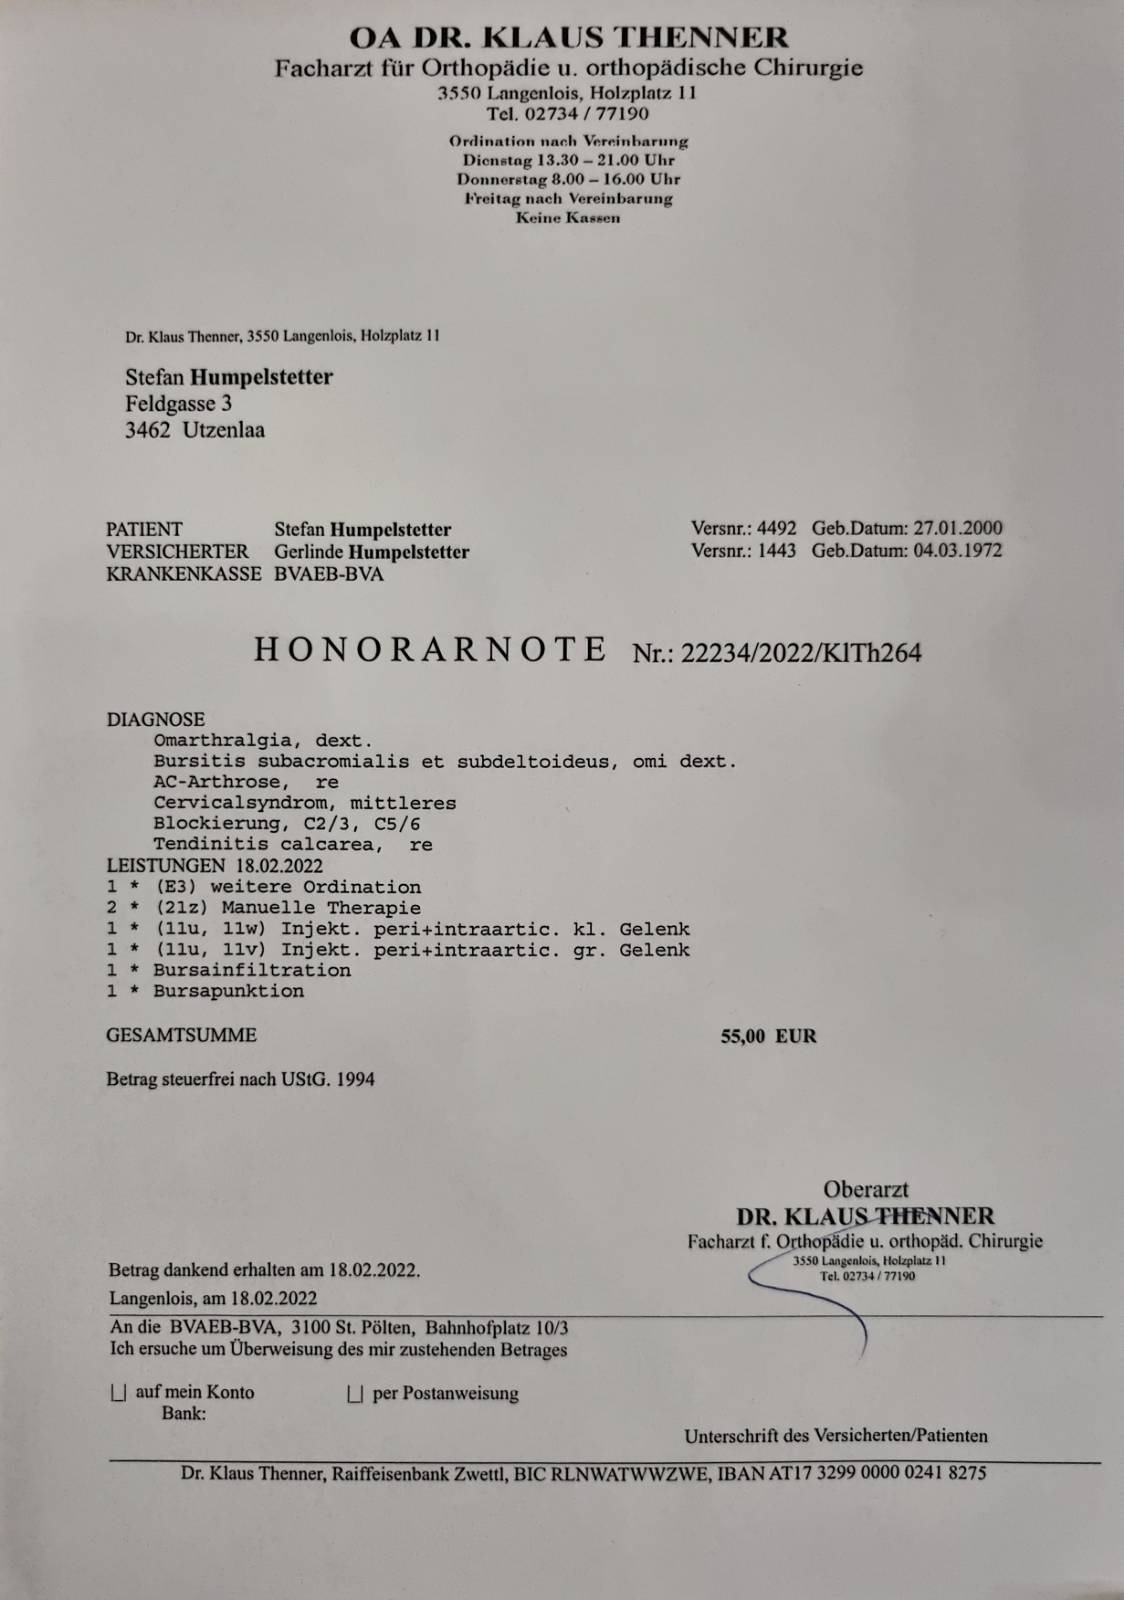 OA DR. KLAUS THENNER
Facharzt für Orthopädie u. orthopädische Chirurgie
3550 Langenlois, Holzplatz 11
Tel. 02734 / 77190
Ordination nach Vereinbarung
Dienstag 13.30 – 21.00 Uhr
Donnerstag 8.00 – 16.00 Uhr
Freitag nach Vereinbarung
Keine Kassen
Dr. Klaus Thenner, 3550 Langenlois, Holzplatz 11
Stefan Humpelstetter
Feldgasse 3
3462 Utzenlaa
PATIENT Stefan Humpelstetter Versnr.: 4492 Geb.Datum: 27.01.2000
VERSICHERTER Gerlinde Humpelstetter Versnr.: 1443 Geb.Datum: 04.03.1972
KRANKENKASSE BVAEB-BVA
HONORARNOTE Nr.: 22234/2022/KlTh264
DIAGNOSE
Omarthralgia, dext.
Bursitis subacromialis et subdeltoideus, omi dext.
AC-Arthrose, re
Cervicalsyndrom, mittleres
Blockierung, C2/3, C5/6
Tendinitis calcarea, re
LEISTUNGEN 18.02.2022
1 * (E3) weitere Ordination
2 * (21z) Manuelle Therapie
1 * (11u, 11w) Injekt. peri+intraartic. kl. Gelenk
1 * (11u, 11v) Injekt. peri+intraartic. gr. Gelenk
1 * Bursainfiltration
1 * Bursapunktion
GESAMTSUMME 55,00 EUR
Betrag steuerfrei nach UStG. 1994
Oberarzt
DR. KLAUS THENNER
Facharzt f. Orthopädie u. orthopäd. Chirurgie
3550 Langenlois, Holzplatz 11
Tel. 02734 / 77190
Betrag dankend erhalten am 18.02.2022.
Langenlois, am 18.02.2022
An die BVAEB-BVA, 3100 St. Pölten, Bahnhofplatz 10/3
Ich ersuche um Überweisung des mir zustehenden Betrages
auf mein Konto per Postanweisung
Bank:
Unterschrift des Versicherten/Patienten
Dr. Klaus Thenner, Raiffeisenbank Zwettl, BIC RLNWATWWZWE, IBAN AT17 3299 0000 0241 8275